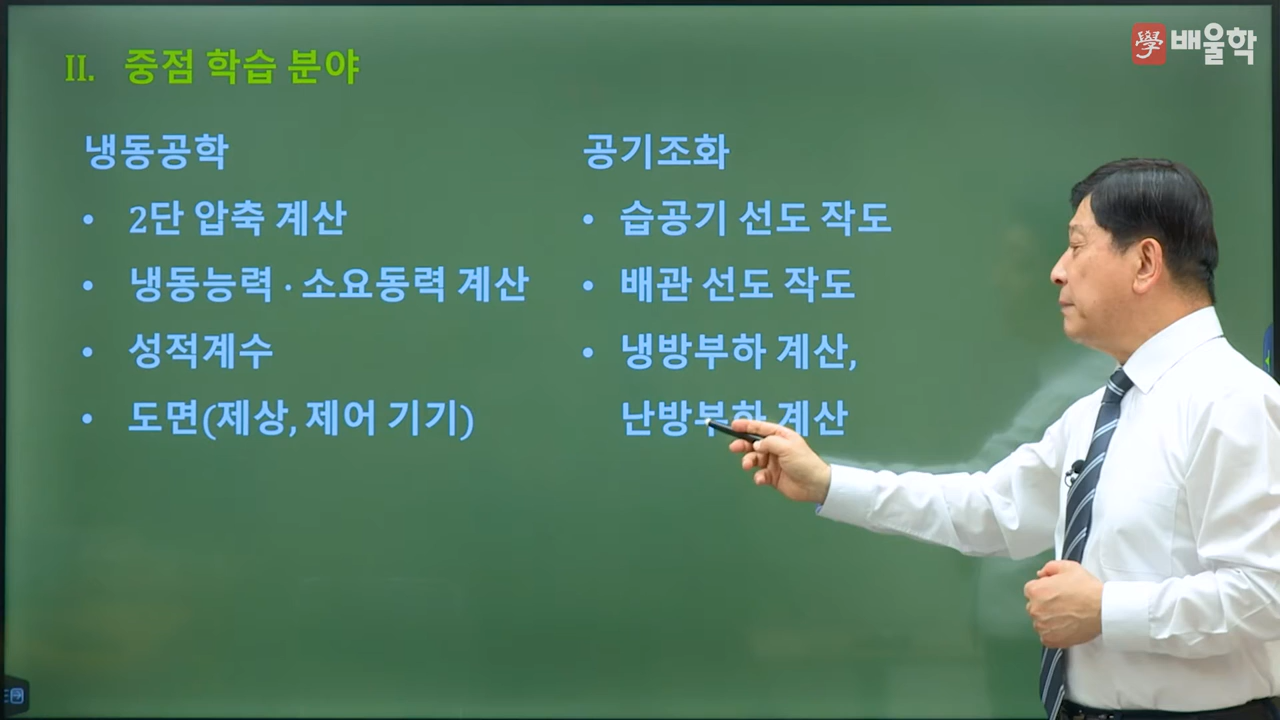 學 배울학
II. 중점 학습 분야
냉동공학
• 2단 압축 계산
• 냉동능력 · 소요동력 계산
• 성적계수
• 도면(제상, 제어 기기)
공기조화
• 습공기 선도 작도
• 배관 선도 작도
• 냉방부하 계산,
난방부하 계산